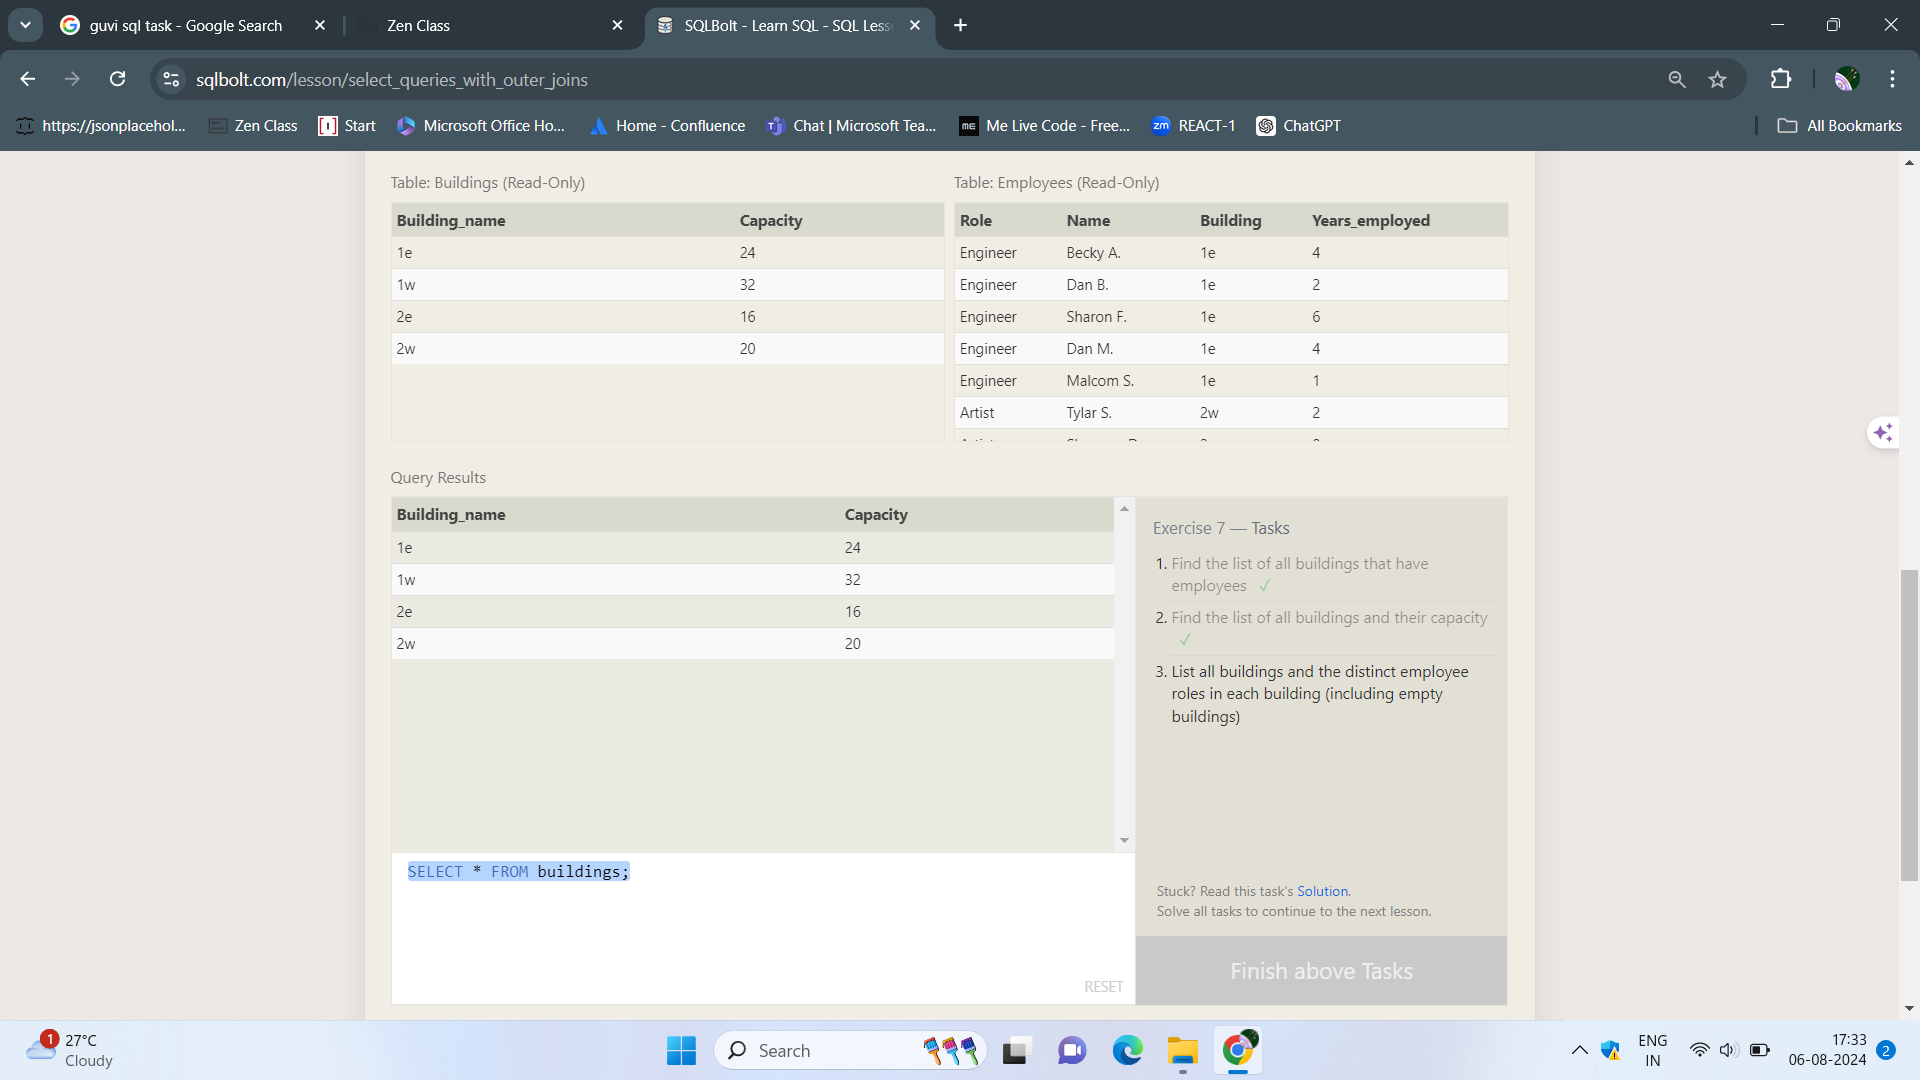 guvi sql task - Google Search
Zen Class
SQLBolt - Learn SQL - SQL Less
sqlbolt.com/lesson/select_queries_with_outer_joins
https://jsonplacehol...
Zen Class
Start
Microsoft Office Ho...
Home - Confluence
Chat | Microsoft Tea...
Me Live Code - Free...
REACT-1
ChatGPT
All Bookmarks
Table: Buildings (Read-Only)
Building_name Capacity
1e 24
1w 32
2e 16
2w 20
Table: Employees (Read-Only)
Role Name Building Years_employed
Engineer Becky A. 1e 4
Engineer Dan B. 1e 2
Engineer Sharon F. 1e 6
Engineer Dan M. 1e 4
Engineer Malcom S. 1e 1
Artist Tylar S. 2w 2
Query Results
Building_name Capacity
1e 24
1w 32
2e 16
2w 20
Exercise 7 — Tasks
1. Find the list of all buildings that have
employees ✓
2. Find the list of all buildings and their capacity
✓
3. List all buildings and the distinct employee
roles in each building (including empty
buildings)
SELECT * FROM buildings;
RESET
Stuck? Read this task's Solution.
Solve all tasks to continue to the next lesson.
Finish above Tasks
1
27°C
Cloudy
Search
ENG
IN
17:33
06-08-2024
2